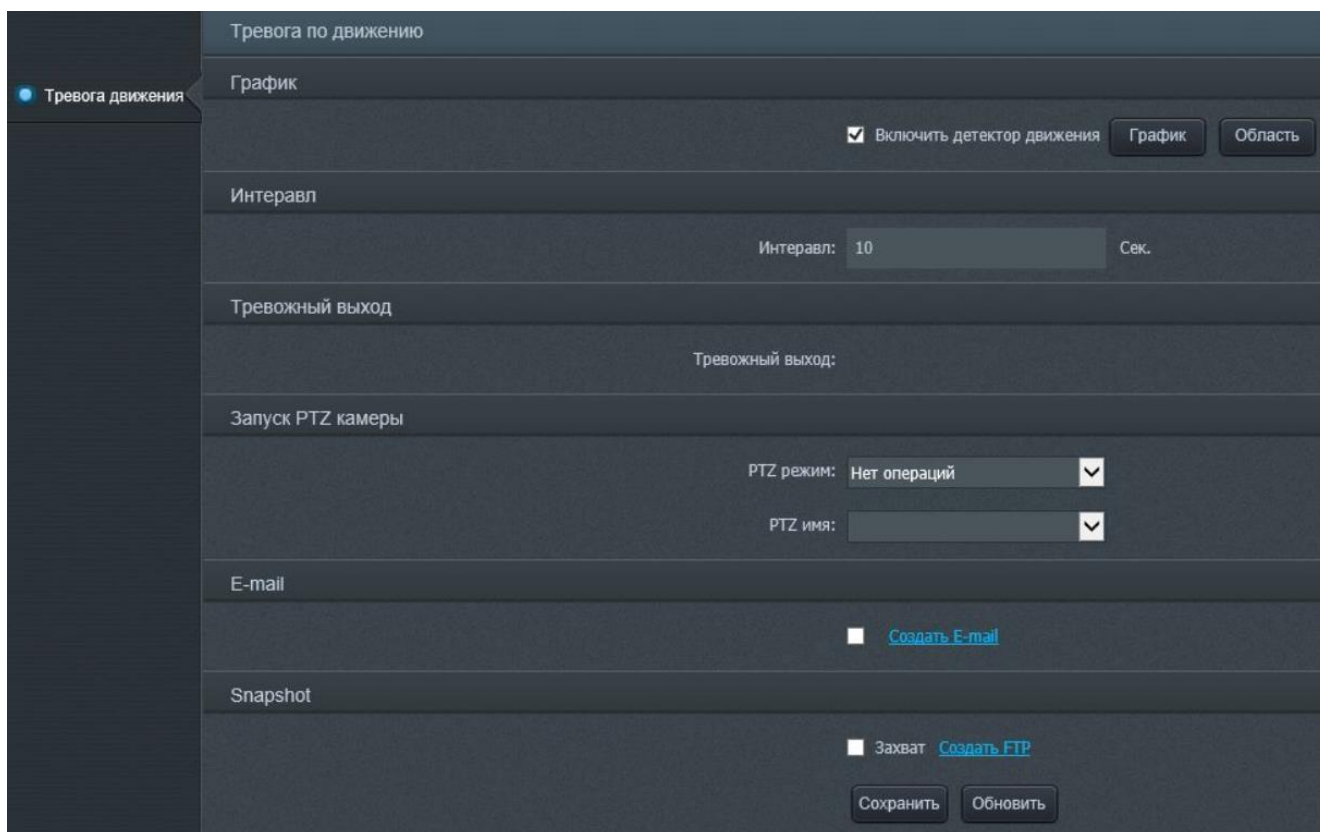 Тревога по движению
Тревога движения
График
Включить детектор движения График Область
Интеравл
Интеравл: 10 Сек.
Тревожный выход
Тревожный выход:
Запуск PTZ камеры
PTZ режим: Нет операций
PTZ имя:
E-mail
Создать E-mail
Snapshot
Захват Создать FTP
Сохранить Обновить